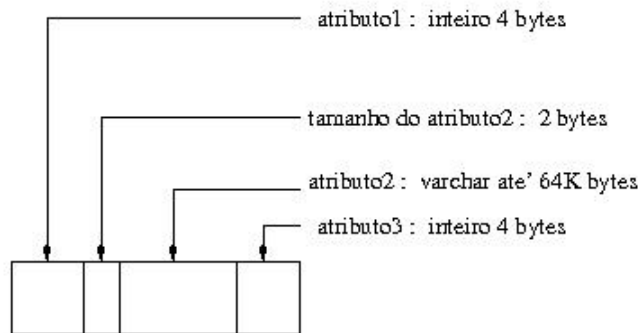 atributo1 : inteiro 4 bytes
tamanho do atributo2 : 2 bytes
atributo2 : varchar ate' 64K bytes
atributo3 : inteiro 4 bytes